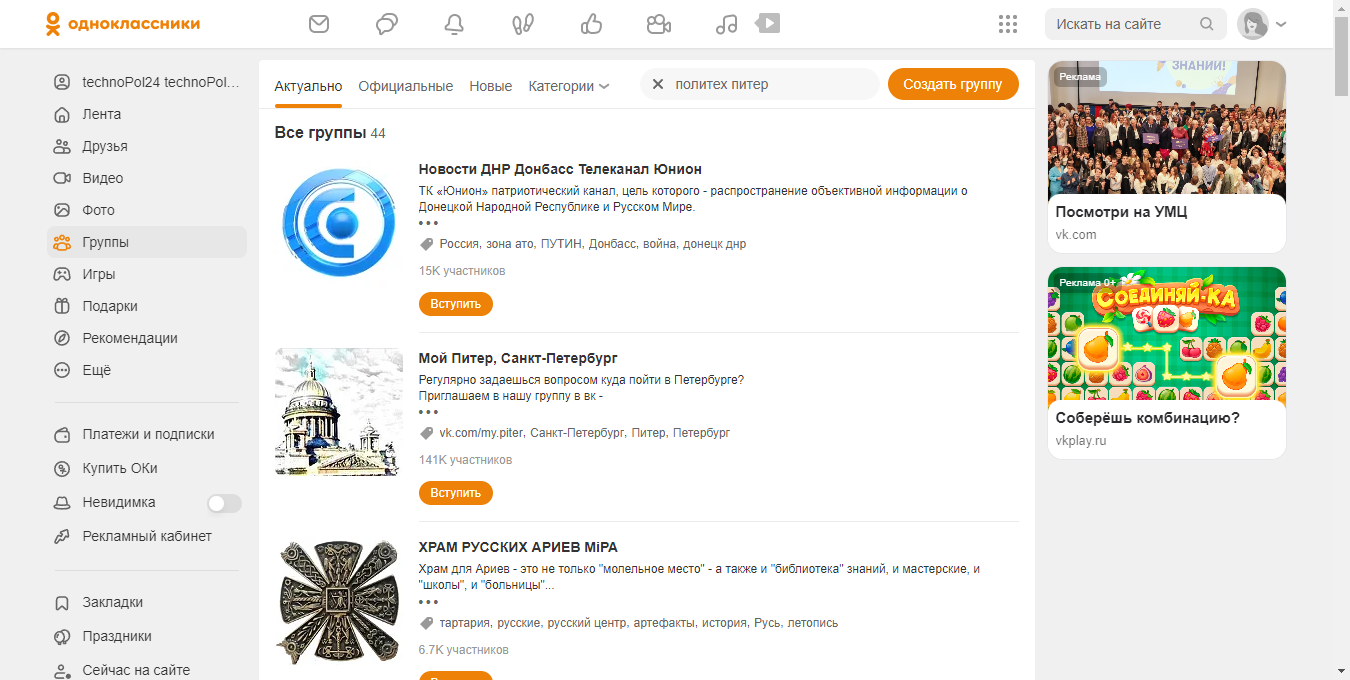 одноклассники
Искать на сайте
technoPol24 technoPol…
Лента
Друзья
Видео
Фото
Группы
Игры
Подарки
Рекомендации
Ещё
Платежи и подписки
Купить ОКи
Невидимка
Рекламный кабинет
Закладки
Праздники
Сейчас на сайте
Актуально
Официальные
Новые
Категории
политех питер
Создать группу
Все группы 44
Новости ДНР Донбасс Телеканал Юнион
ТК «Юнион» патриотический канал, цель которого - распространение объективной информации о
Донецкой Народной Республике и Русском Мире.
Россия, зона ато, ПУТИН, Донбасс, война, донецк днр
15K участников
Вступить
Мой Питер, Санкт-Петербург
Регулярно задаешься вопросом куда пойти в Петербурге?
Приглашаем в нашу группу в вк -
vk.com/my.piter, Санкт-Петербург, Питер, Петербург
141K участников
Вступить
ХРАМ РУССКИХ АРИЕВ МіРА
Храм для Ариев - это не только "молельное место" - а также и "библиотека" знаний, и мастерские, и
"школы", и "больницы"...
тартария, русские, русский центр, артефакты, история, Русь, летопись
6.7K участников
Вступить
ЗНАНИЙ!
Реклама
Посмотри на УМЦ
vk.com
Реклама 0+
СОЕДИНЯЙ-КА
Соберёшь комбинацию?
vkplay.ru